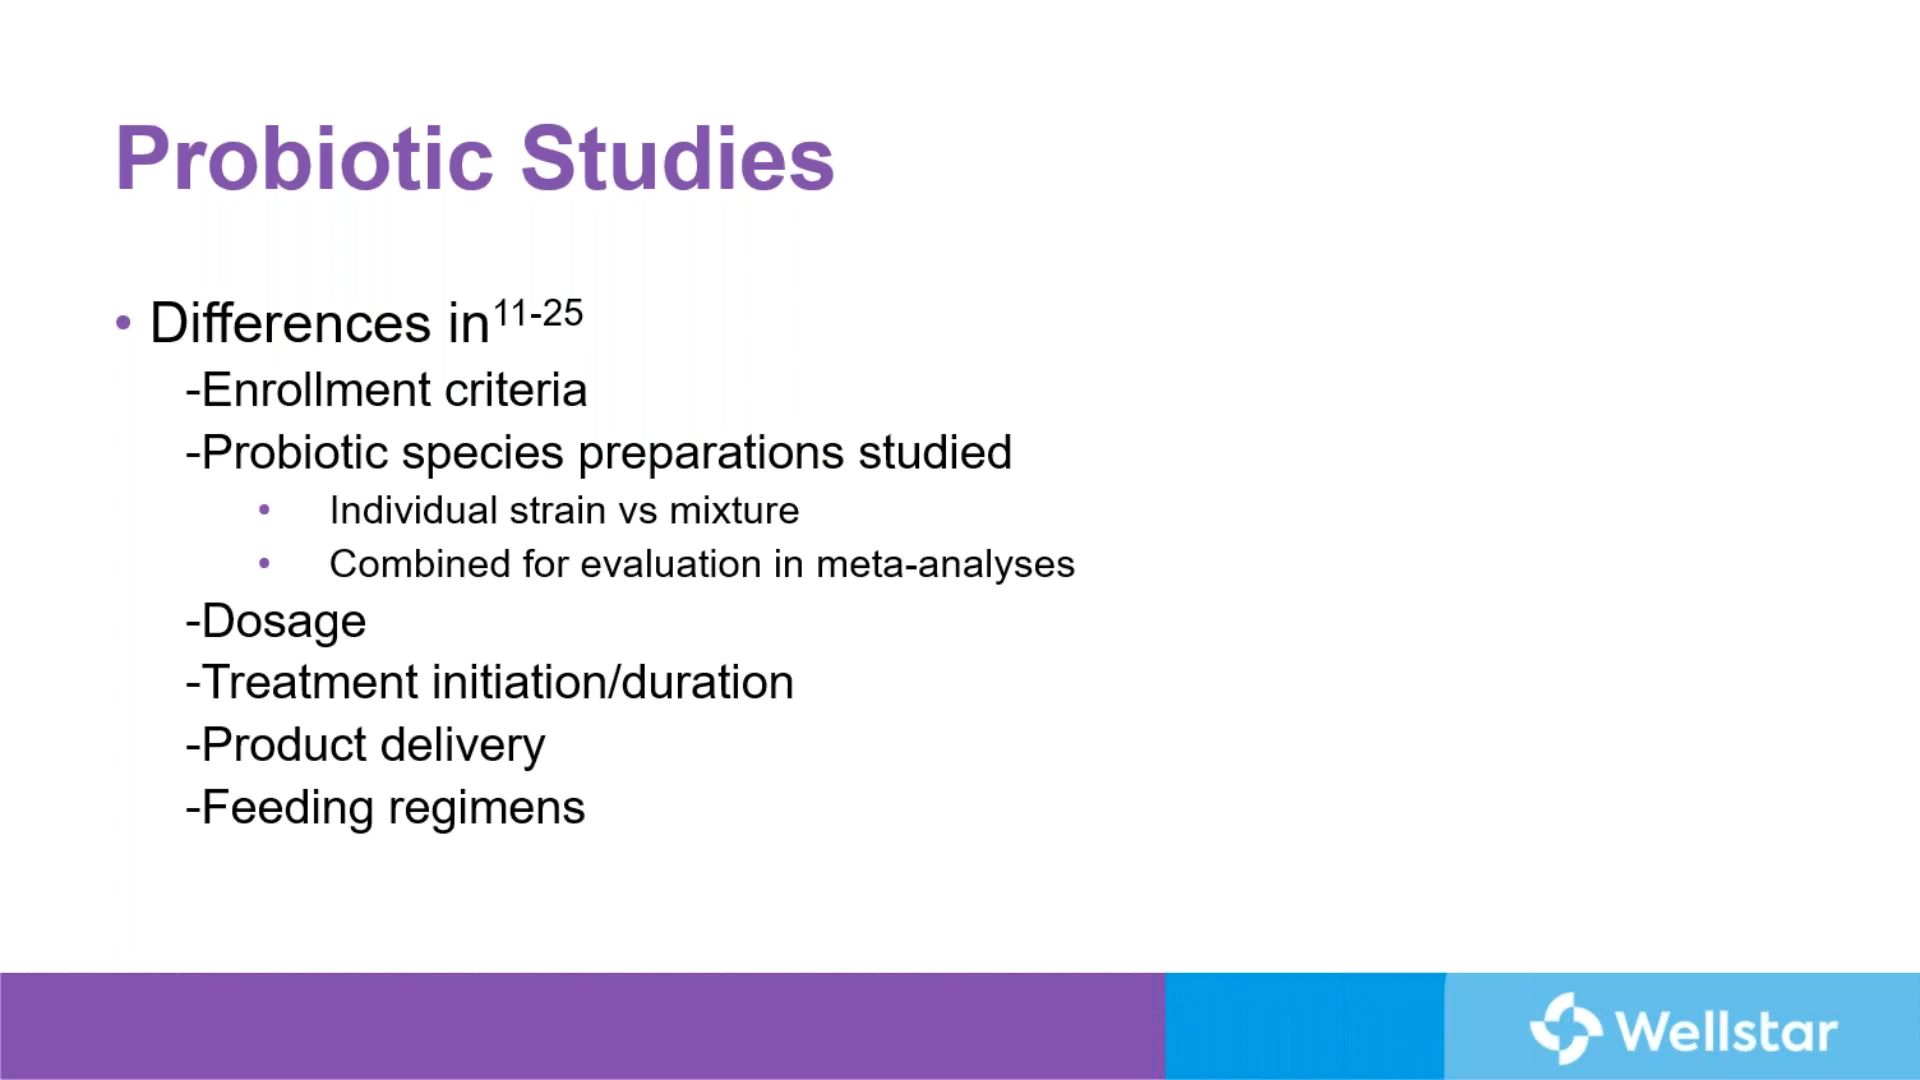 Probiotic Studies
• Differences in11-25
-Enrollment criteria
-Probiotic species preparations studied
• Individual strain vs mixture
• Combined for evaluation in meta-analyses
-Dosage
-Treatment initiation/duration
-Product delivery
-Feeding regimens
Wellstar